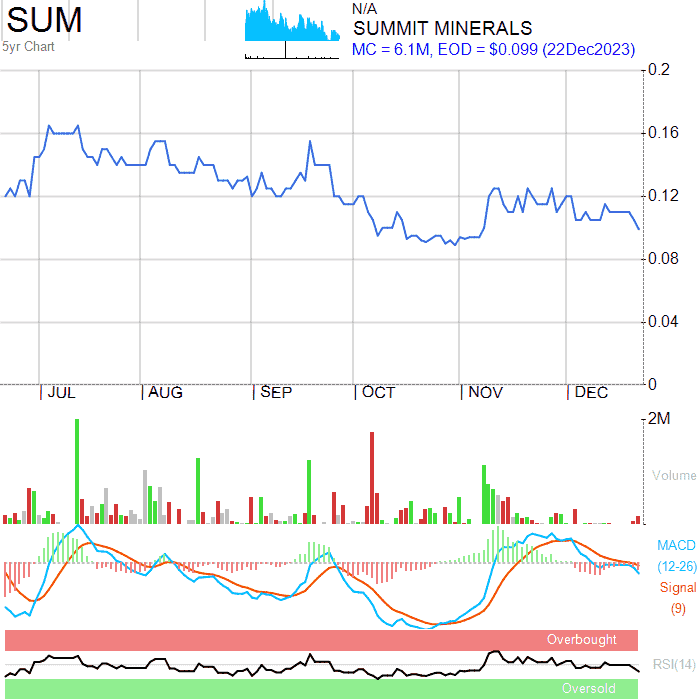 SUM
5yr Chart
N/A
SUMMIT MINERALS
MC = 6.1M, EOD = $0.099 (22Dec2023)
0.2
0.16
0.12
0.08
0.04
0
JUL AUG SEP OCT NOV DEC
2M
Volume
MACD
(12-26)
Signal
(9)
Overbought
RSI(14)
Oversold